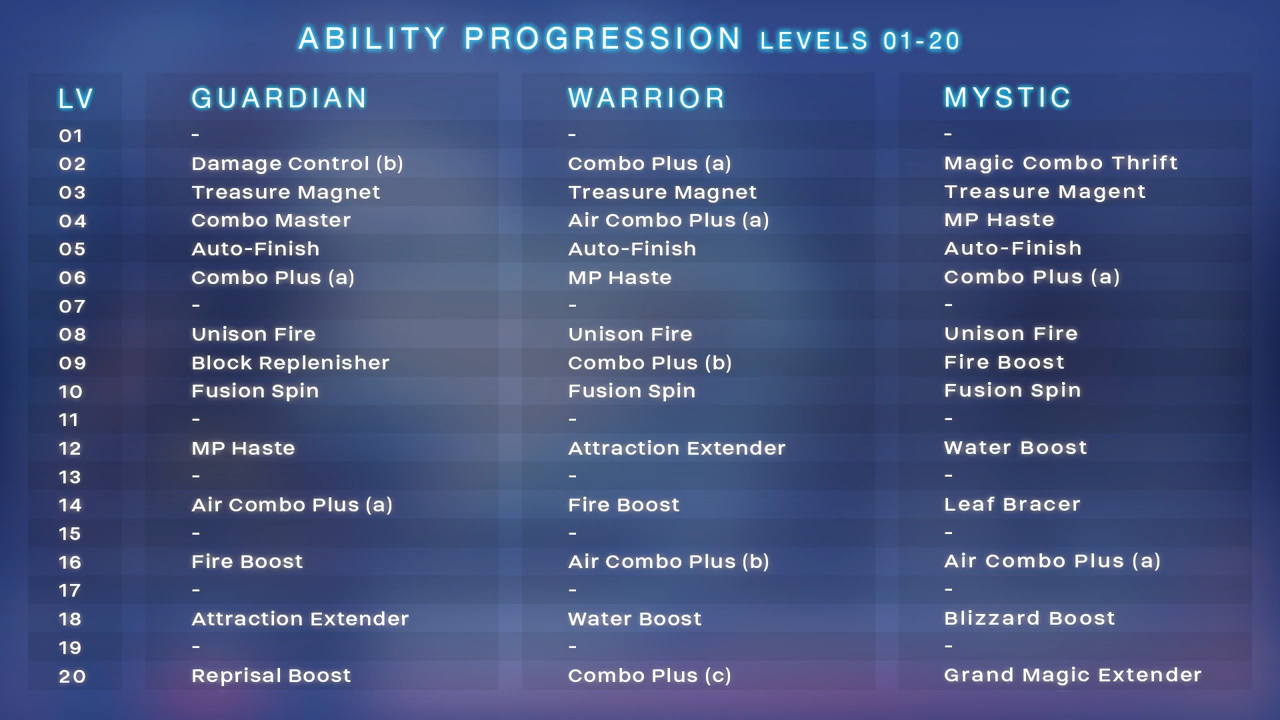 ABILITY PROGRESSION LEVELS 01-20
LV GUARDIAN WARRIOR MYSTIC
01 - - -
02 Damage Control (b) Combo Plus (a) Magic Combo Thrift
03 Treasure Magnet Treasure Magnet Treasure Magent
04 Combo Master Air Combo Plus (a) MP Haste
05 Auto-Finish Auto-Finish Auto-Finish
06 Combo Plus (a) MP Haste Combo Plus (a)
07 - - -
08 Unison Fire Unison Fire Unison Fire
09 Block Replenisher Combo Plus (b) Fire Boost
10 Fusion Spin Fusion Spin Fusion Spin
11 - - -
12 MP Haste Attraction Extender Water Boost
13 - - -
14 Air Combo Plus (a) Fire Boost Leaf Bracer
15 - - -
16 Fire Boost Air Combo Plus (b) Air Combo Plus (a)
17 - - -
18 Attraction Extender Water Boost Blizzard Boost
19 - - -
20 Reprisal Boost Combo Plus (c) Grand Magic Extender